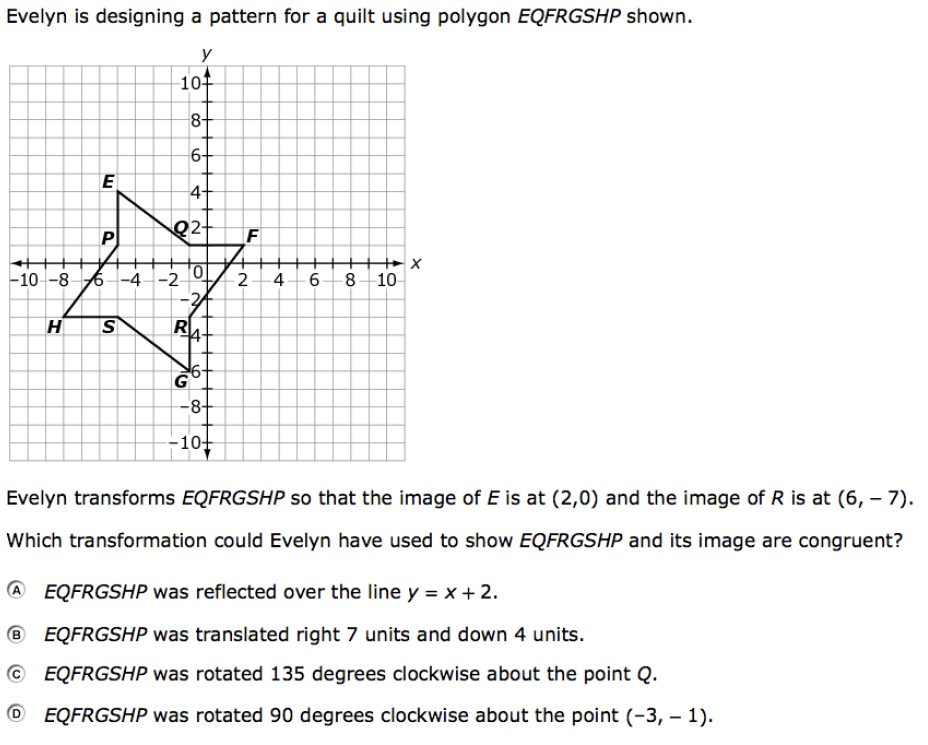 Evelyn is designing a pattern for a quilt using polygon EQFRGSHP shown.
y
10
8
6
E
4
Q 2
P F
-10 -8 -6 -4 -2 0 2 4 6 8 10 x
-2
H S R -4
G -6
-8
-10
Evelyn transforms EQFRGSHP so that the image of E is at (2,0) and the image of R is at (6, – 7).
Which transformation could Evelyn have used to show EQFRGSHP and its image are congruent?
A EQFRGSHP was reflected over the line y = x + 2.
B EQFRGSHP was translated right 7 units and down 4 units.
C EQFRGSHP was rotated 135 degrees clockwise about the point Q.
D EQFRGSHP was rotated 90 degrees clockwise about the point (−3, – 1).